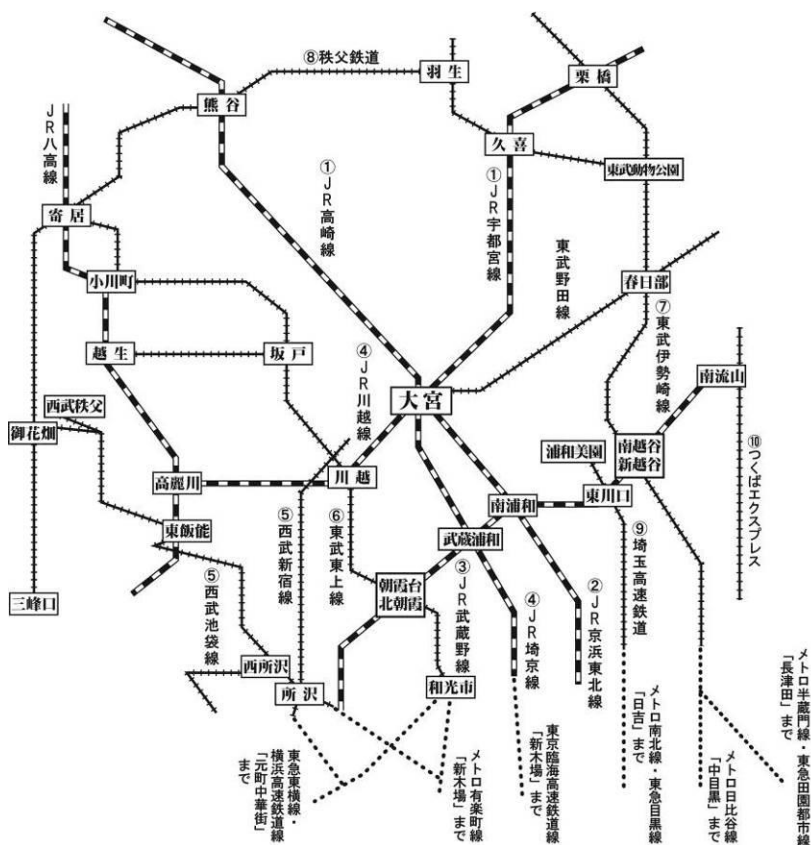 ⑧秩父鉄道
羽生
栗橋
熊谷
JR八高線
久喜
東武動物公園
①JR高崎線
①JR宇都宮線
東武野田線
寄居
小川町
春日部
⑦東武伊勢崎線
越生
坂戸
④JR川越線
大宮
南流山
西武秩父
御花畑
浦和美園
南越谷
新越谷
⑩つくばエクスプレス
高麗川
川越
南浦和
東川口
東飯能
⑤西武新宿線
⑥東武東上線
武蔵浦和
⑨埼玉高速鉄道
三峰口
⑤西武池袋線
朝霞台
北朝霞
③JR武蔵野線
④JR埼京線
②JR京浜東北線
西所沢
所沢
和光市
東急東横線・
横浜高速鉄道線
「元町中華街」
まで
メトロ有楽町線
「新木場」まで
東京臨海高速鉄道線
「新木場」まで
メトロ南北線・東急目黒線
「日吉」まで
メトロ日比谷線
「中目黒」まで
メトロ半蔵門線・東急田園都市線
「長津田」まで